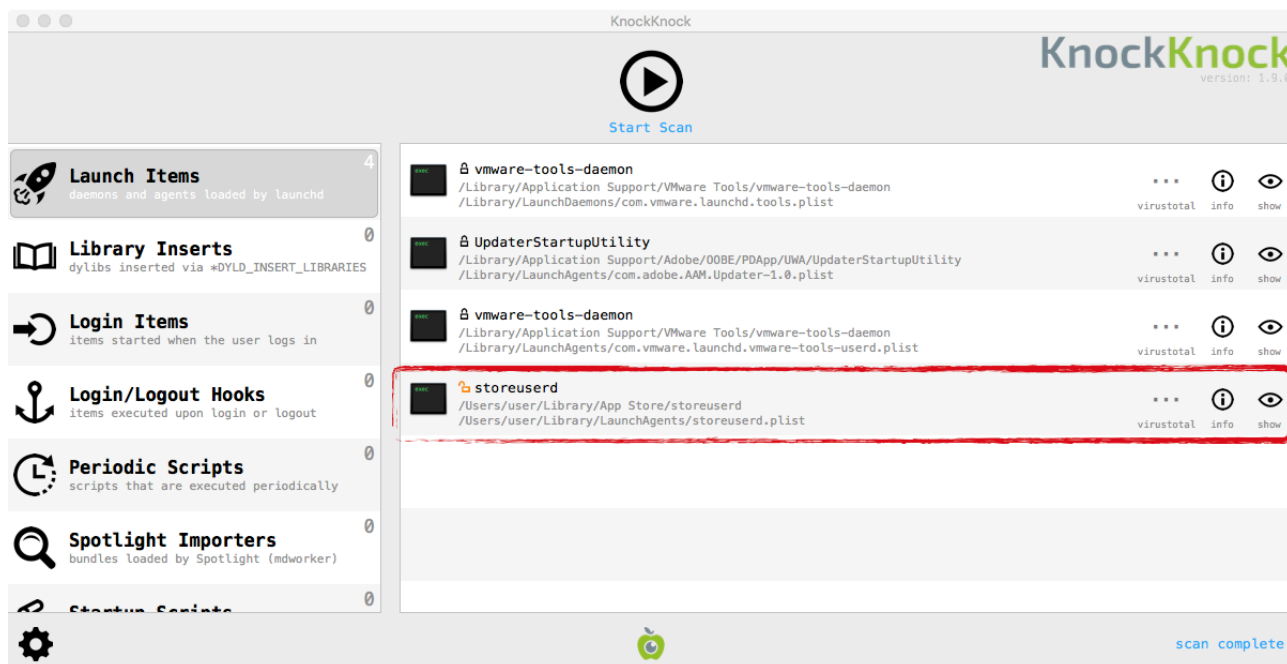 KnockKnock
KnockKnock
version: 1.9.
Start Scan
Launch Items
4
daemons and agents loaded by launchd
Library Inserts
0
dylibs inserted via *DYLD_INSERT_LIBRARIES
Login Items
0
items started when the user logs in
Login/Logout Hooks
0
items executed upon login or logout
Periodic Scripts
0
scripts that are executed periodically
Spotlight Importers
0
bundles loaded by Spotlight (mdworker)
Startup Scripts
0
exec
vmware-tools-daemon
/Library/Application Support/VMware Tools/vmware-tools-daemon
/Library/LaunchDaemons/com.vmware.launchd.tools.plist
virustotal info show
exec
UpdaterStartupUtility
/Library/Application Support/Adobe/OOBE/PDApp/UWA/UpdaterStartupUtility
/Library/LaunchAgents/com.adobe.AAM.Updater-1.0.plist
virustotal info show
exec
vmware-tools-daemon
/Library/Application Support/VMware Tools/vmware-tools-daemon
/Library/LaunchAgents/com.vmware.launchd.vmware-tools-userd.plist
virustotal info show
exec
storeuserd
/Users/user/Library/App Store/storeuserd
/Users/user/Library/LaunchAgents/storeuserd.plist
virustotal info show
scan complete